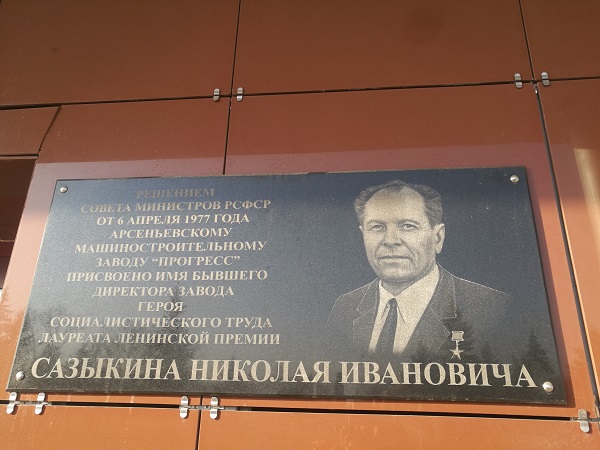 РЕШЕНИЕМ
СОВЕТА МИНИСТРОВ РСФСР
ОТ 6 АПРЕЛЯ 1977 ГОДА
АРСЕНЬЕВСКОМУ
МАШИНОСТРОИТЕЛЬНОМУ
ЗАВОДУ "ПРОГРЕСС"
ПРИСВОЕНО ИМЯ БЫВШЕГО
ДИРЕКТОРА ЗАВОДА
ГЕРОЯ
СОЦИАЛИСТИЧЕСКОГО ТРУДА
ЛАУРЕАТА ЛЕНИНСКОЙ ПРЕМИИ
САЗЫКИНА НИКОЛАЯ ИВАНОВИЧА